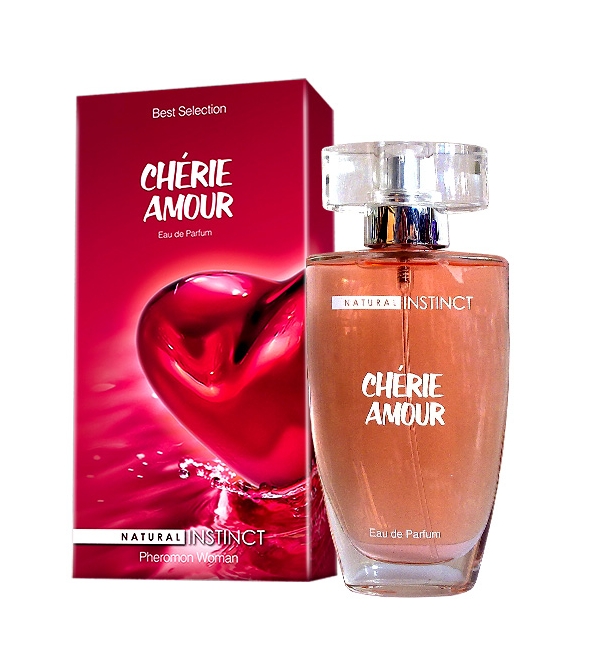 Best Selection
CHÉRIE
AMOUR
Eau de Parfum
NATURAL INSTINCT
Pheromon Woman
NATURAL INSTINCT
CHÉRIE
AMOUR
Eau de Parfum